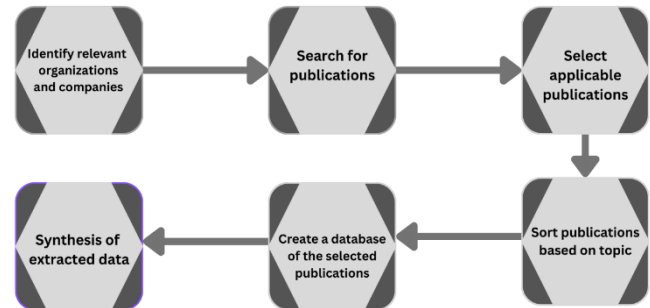 Identify relevant
organizations
and companies
Search for
publications
Select
applicable
publications
Sort publications
based on topic
Create a database
of the selected
publications
Synthesis of
extracted data